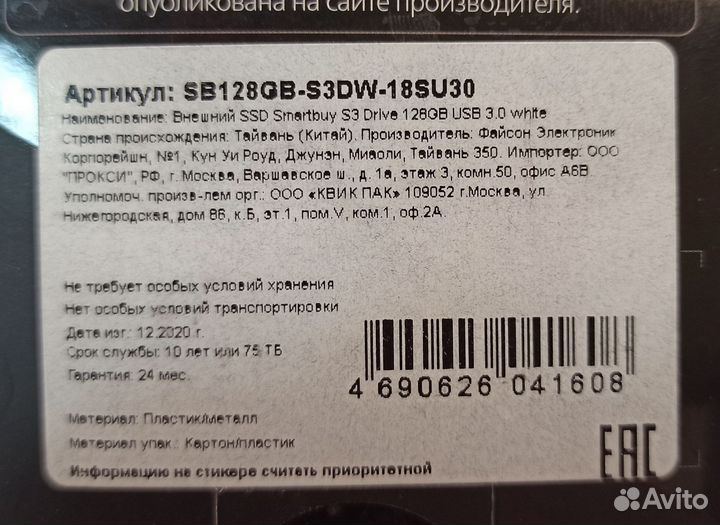 опубликована на сайте производителя.
Артикул: SB128GB-S3DW-18SU30
Наименование: Внешний SSD Smartbuy S3 Drive 128GB USB 3.0 white
Страна происхождения: Тайвань (Китай). Производитель: Файсон Электроник
Корпорейшн, №1, Кун Уи Роуд, Джунэн, Миаоли, Тайвань 350. Импортер: ООО
"ПРОКСИ", РФ, г. Москва, Варшавское ш., д. 1а, этаж 3, комн.50, офис А6В
Уполномоч. произв-лем орг.: ООО «КВИК ПАК» 109052 г.Москва, ул.
Нижегородская, дом 86, к.Б, эт.1, пом.V, ком.1, оф.2А.
Не требует особых условий хранения
Нет особых условий транспортировки
Дата изг.: 12.2020 г.
Срок службы: 10 лет или 75 ТБ
Гарантия: 24 мес.
4 690626 041608
Материал: Пластик/металл
Материал упак.: Картон/пластик
EAC
Информацию на стикере считать приоритетной
Avito